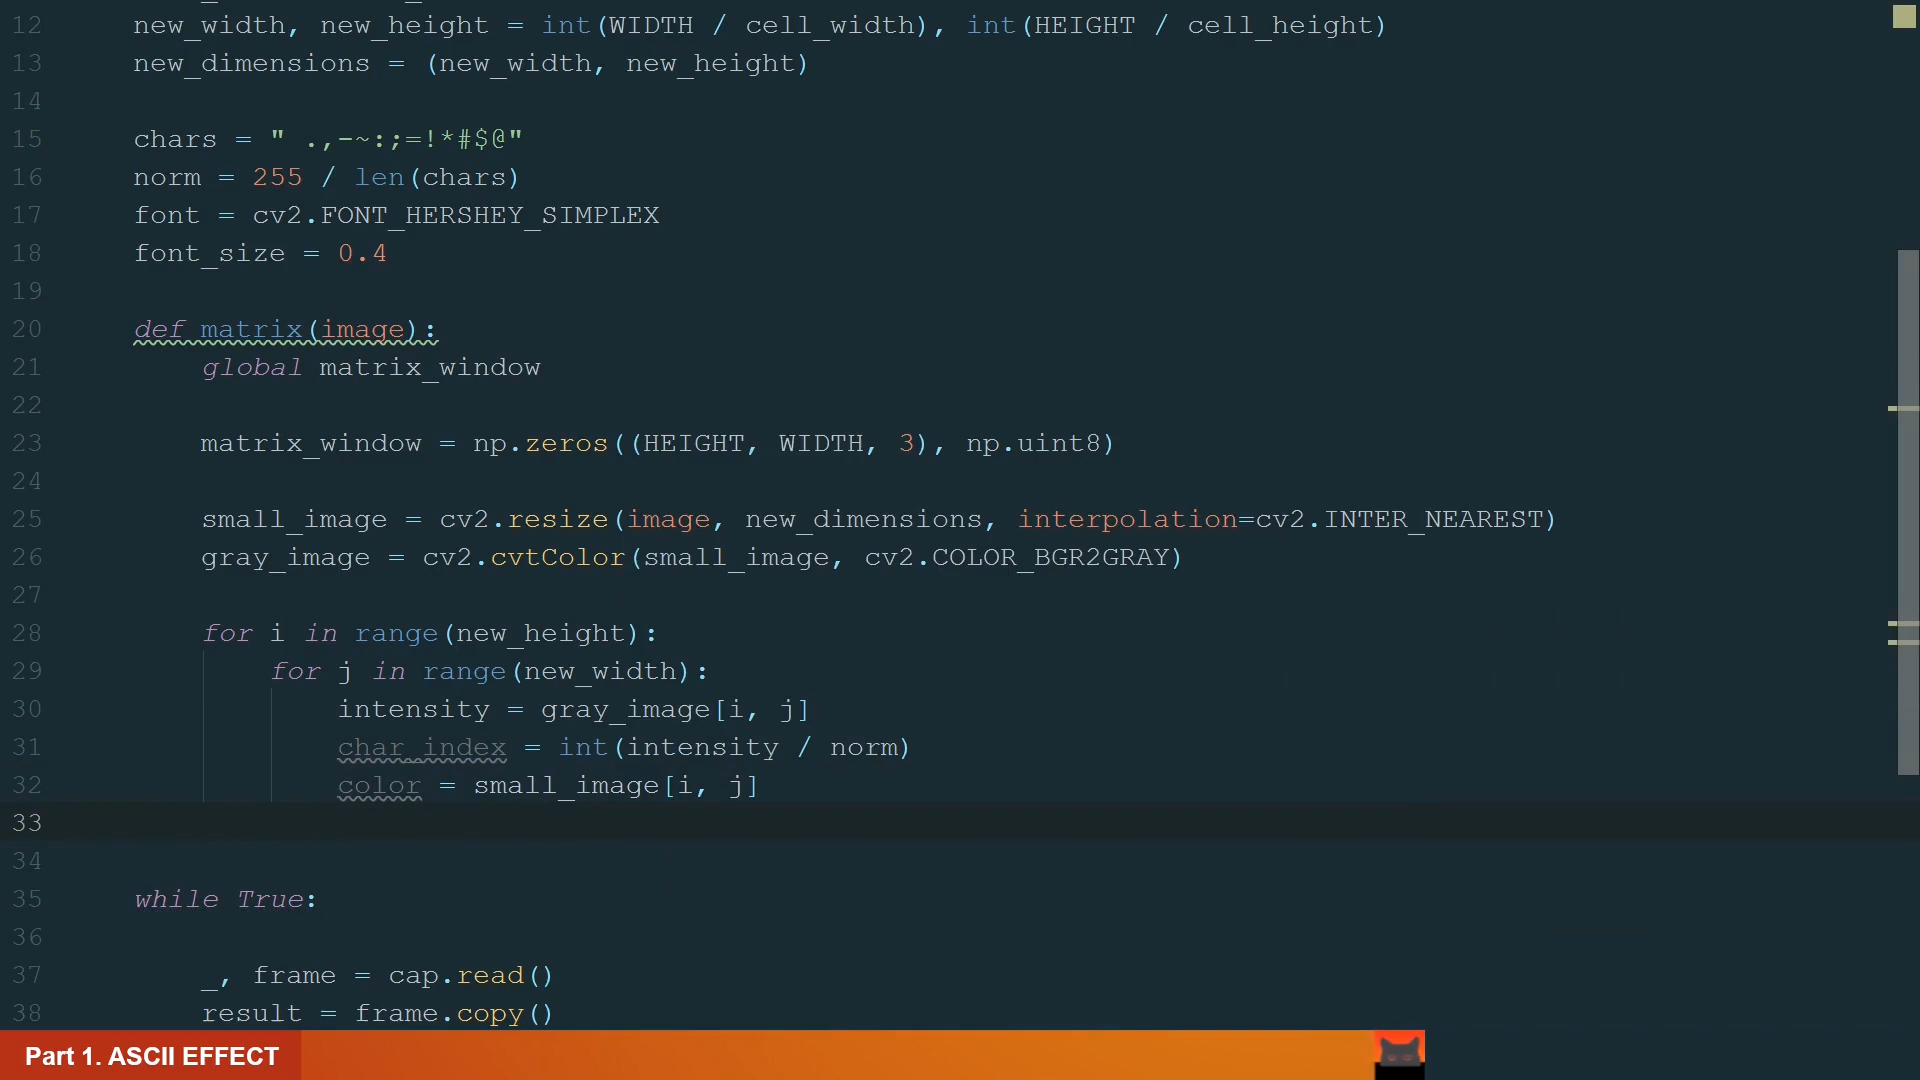 12 new_width, new_height = int(WIDTH / cell_width), int(HEIGHT / cell_height)
13 new_dimensions = (new_width, new_height)
14
15 chars = " .,-~:;=!*#$@"
16 norm = 255 / len(chars)
17 font = cv2.FONT_HERSHEY_SIMPLEX
18 font_size = 0.4
19
20 def matrix(image):
21 global matrix_window
22
23 matrix_window = np.zeros((HEIGHT, WIDTH, 3), np.uint8)
24
25 small_image = cv2.resize(image, new_dimensions, interpolation=cv2.INTER_NEAREST)
26 gray_image = cv2.cvtColor(small_image, cv2.COLOR_BGR2GRAY)
27
28 for i in range(new_height):
29 for j in range(new_width):
30 intensity = gray_image[i, j]
31 char_index = int(intensity / norm)
32 color = small_image[i, j]
33
34
35 while True:
36
37 _, frame = cap.read()
38 result = frame.copy()
Part 1. ASCII EFFECT